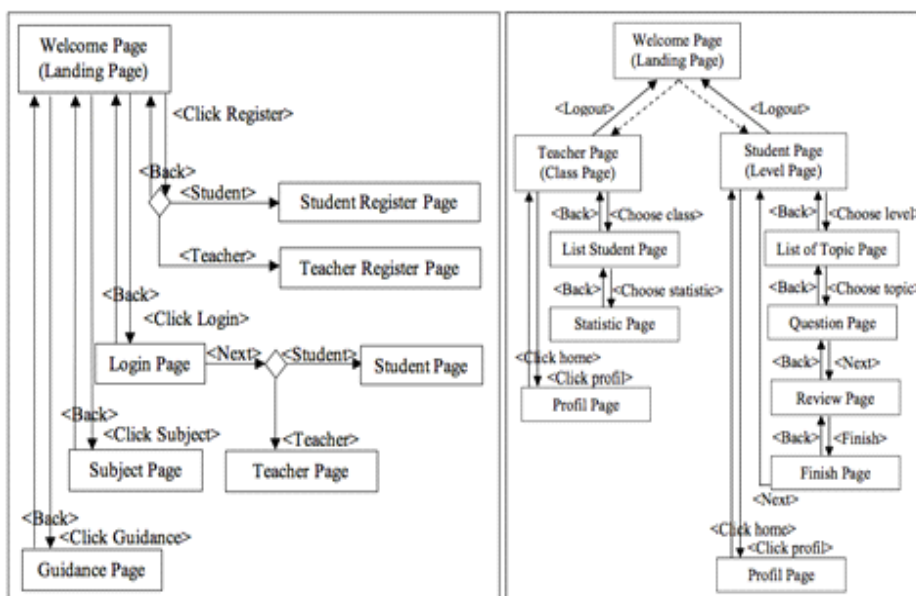 Welcome Page
(Landing Page)
<Click Register>
<Back>
<Student>
Student Register Page
<Teacher>
Teacher Register Page
<Back>
<Click Login>
Login Page
<Next>
<Student>
Student Page
<Teacher>
Teacher Page
<Back>
<Click Subject>
Subject Page
<Back>
<Click Guidance>
Guidance Page
Welcome Page
(Landing Page)
<Logout>
<Logout>
Teacher Page
(Class Page)
<Back>
<Choose class>
List Student Page
<Back>
<Choose statistic>
Statistic Page
<Click home>
<Click profil>
Profil Page
Student Page
(Level Page)
<Back>
<Choose level>
List of Topic Page
<Back>
<Choose topic>
Question Page
<Back>
<Next>
Review Page
<Back>
<Finish>
Finish Page
<Next>
<Click home>
<Click profil>
Profil Page